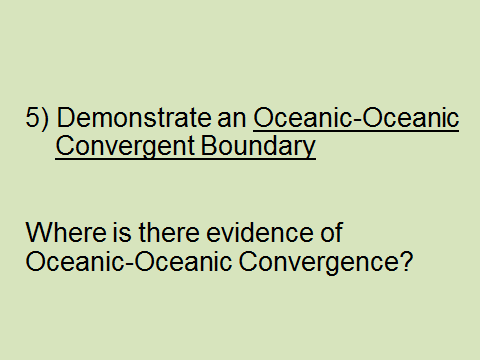 5) Demonstrate an Oceanic-Oceanic
Convergent Boundary
Where is there evidence of
Oceanic-Oceanic Convergence?